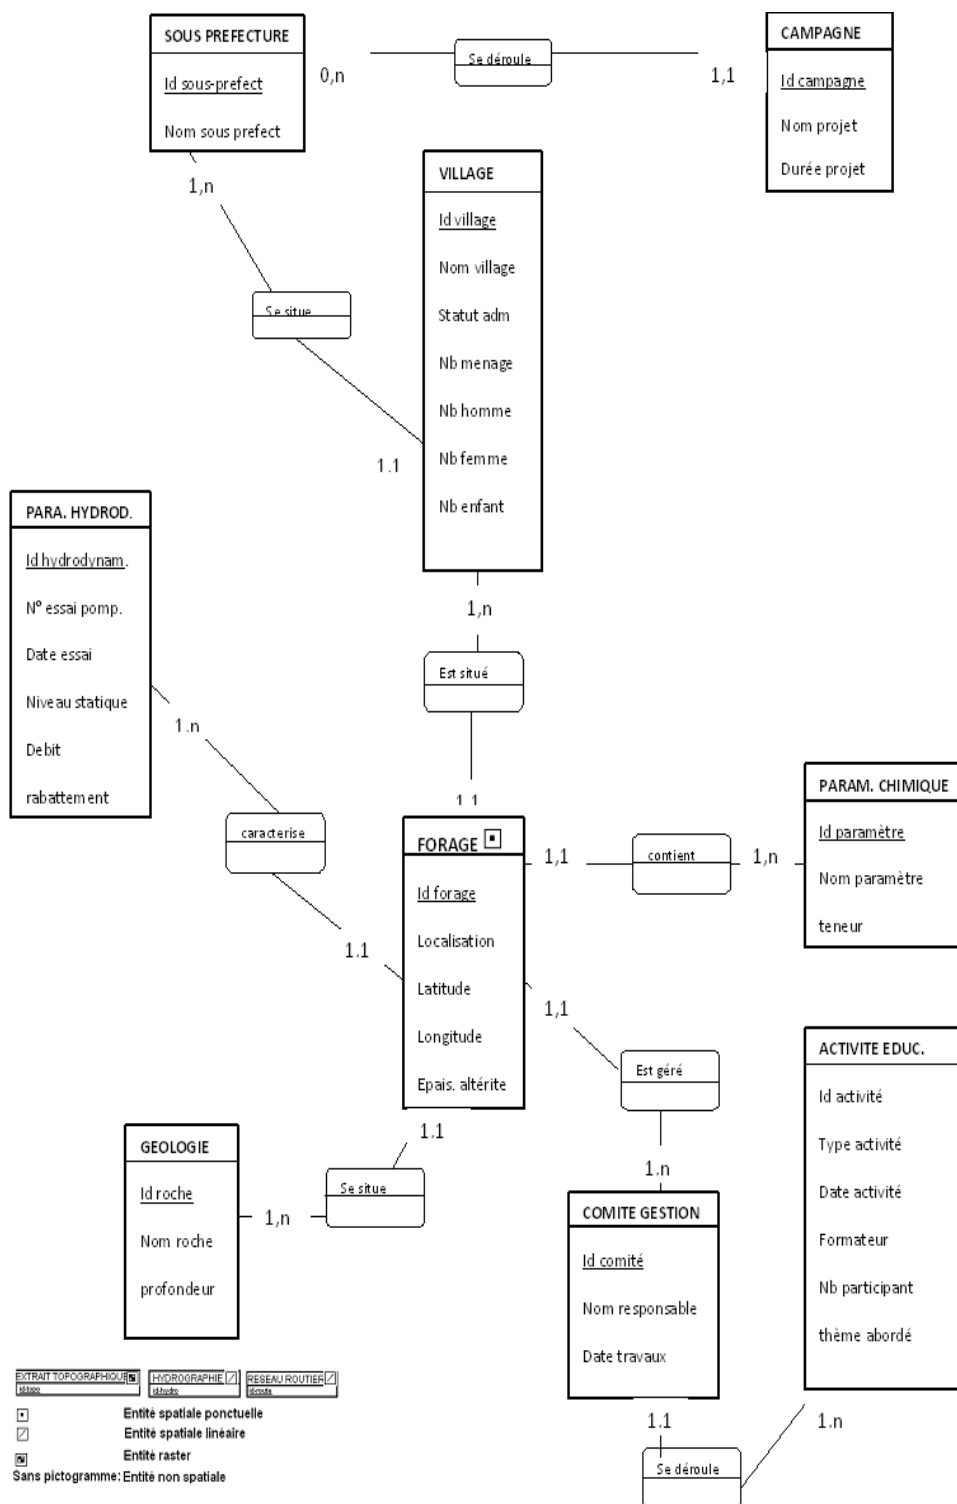 SOUS PREFECTURE
Id sous-prefect
Nom sous prefect
0,n
Se déroule
1,1
CAMPAGNE
Id campagne
Nom projet
Durée projet
1,n
Se situe
1.1
VILLAGE
Id village
Nom village
Statut adm
Nb menage
Nb homme
Nb femme
Nb enfant
1,n
Est situé
1.1
PARA. HYDROD.
Id hydrodynam.
N° essai pomp.
Date essai
Niveau statique
Debit
rabattement
1.n
caracterise
1.1
FORAGE
Id forage
Localisation
Latitude
Longitude
Epais. altérite
1,1
contient
1,n
PARAM. CHIMIQUE
Id paramètre
Nom paramètre
teneur
1,1
Est géré
1.n
ACTIVITE EDUC.
Id activité
Type activité
Date activité
Formateur
Nb participant
thème abordé
1.1
Se situe
1,n
GEOLOGIE
Id roche
Nom roche
profondeur
COMITE GESTION
Id comité
Nom responsable
Date travaux
1.1
Se déroule
1.n
EXTRAIT TOPOGRAPHIQUE
id-topo
HYDROGRAPHIE
id-hydro
RESEAU ROUTIER
id-route
Entité spatiale ponctuelle
Entité spatiale linéaire
Entité raster
Sans pictogramme: Entité non spatiale